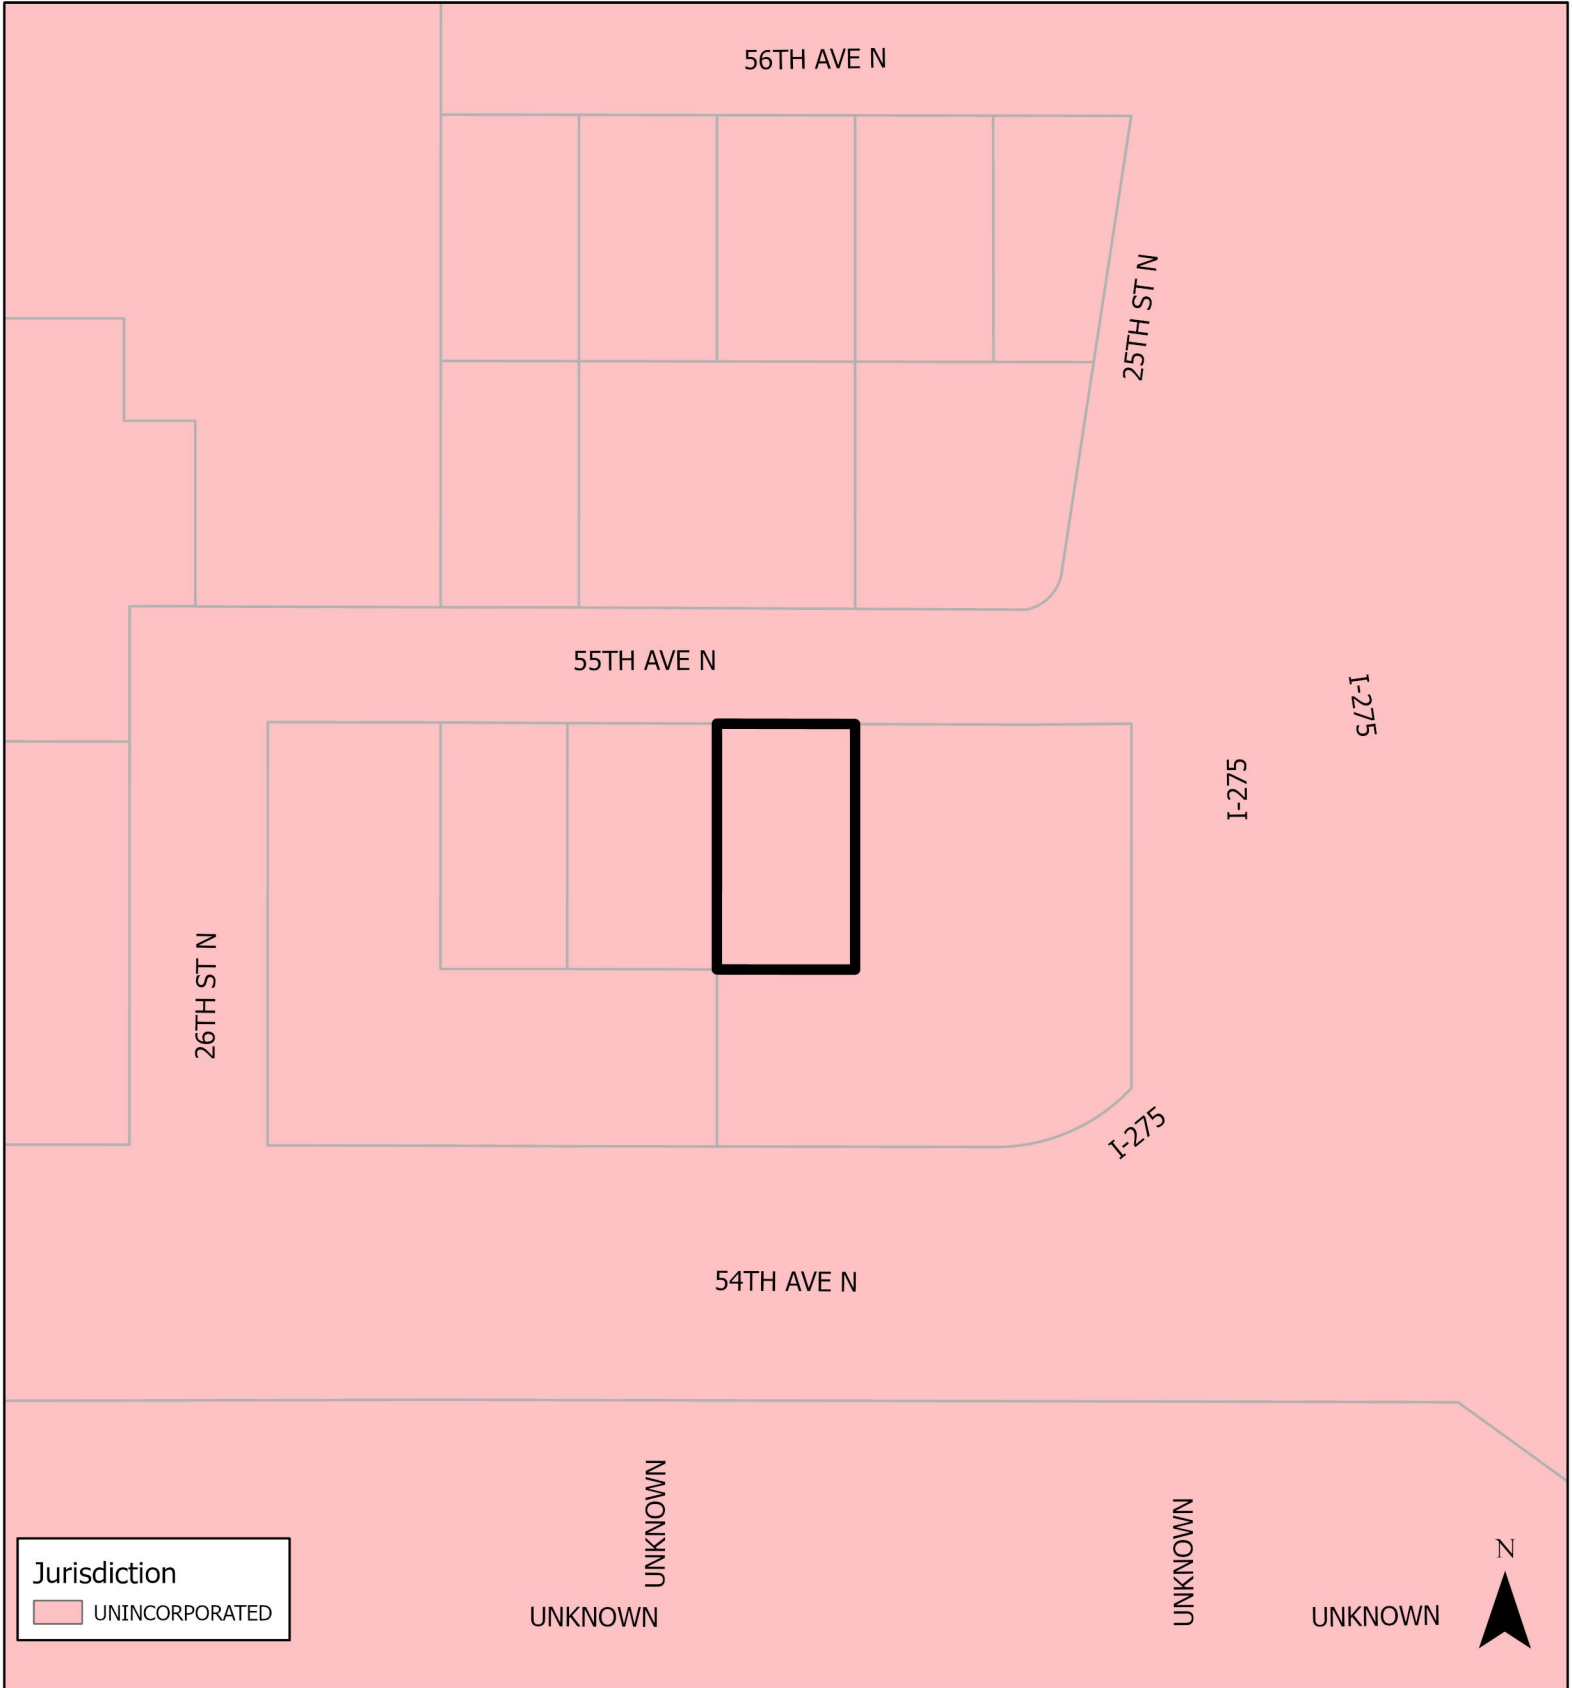 56TH AVE N
25TH ST N
55TH AVE N
I-275
I-275
26TH ST N
I-275
54TH AVE N
UNKNOWN
UNKNOWN
Jurisdiction
UNINCORPORATED
UNKNOWN
UNKNOWN
N